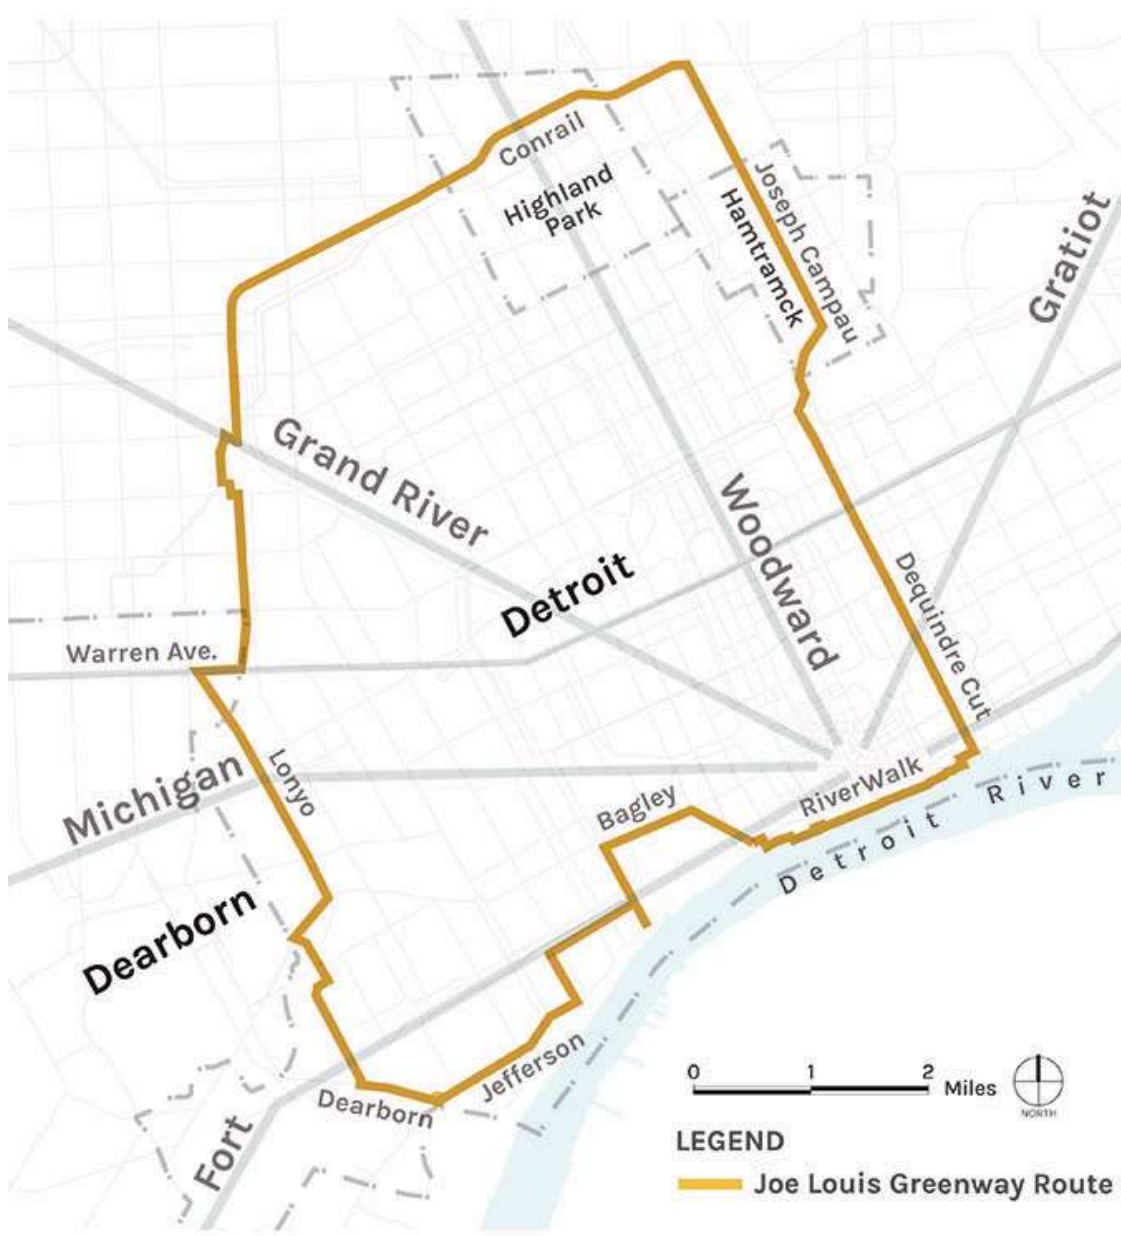 Conrail
Highland
Park
Joseph Campau
Hamtramck
Gratiot
Grand River
Woodward
Detroit
Dequindre Cut
Warren Ave.
Lonyo
Michigan
RiverWalk
Bagley
Detroit River
Dearborn
Jefferson
Dearborn
Fort
0 1 2 Miles
NORTH
LEGEND
Joe Louis Greenway Route